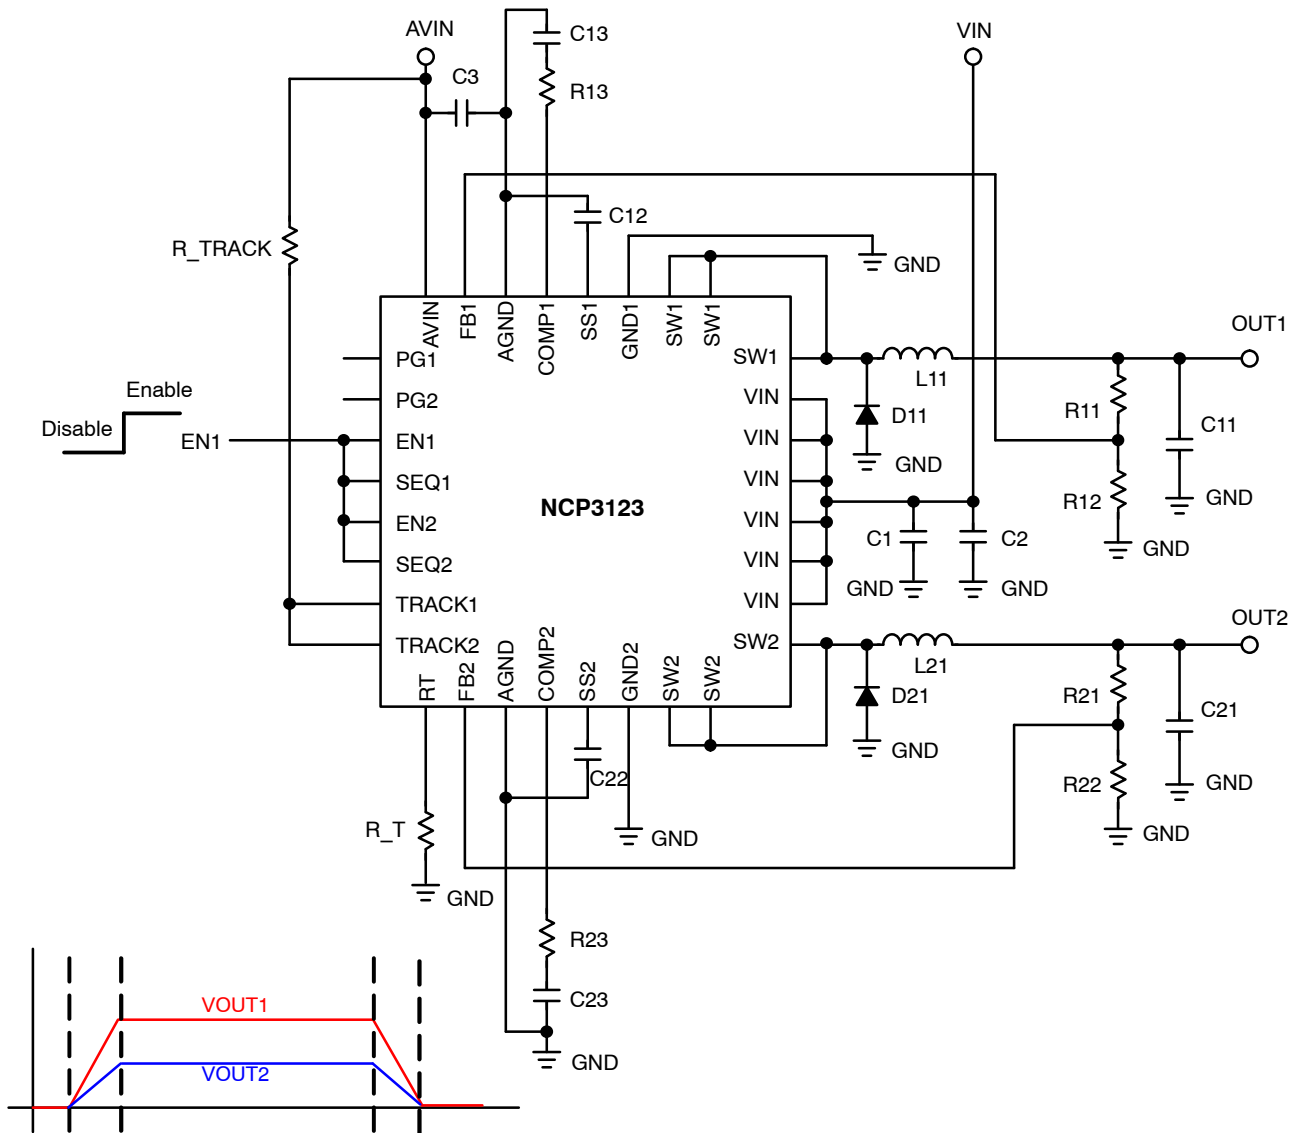 AVIN
VIN
C13
C3
R13
R_TRACK
C12
GND
AVIN
FB1
AGND
COMP1
SS1
GND1
SW1
SW1
OUT1
PG1
PG2
EN1
SEQ1
EN2
SEQ2
TRACK1
TRACK2
SW1
VIN
VIN
VIN
VIN
VIN
VIN
SW2
NCP3123
Enable
Disable
EN1
L11
D11
GND
R11
C11
R12
GND
GND
C1
C2
GND
GND
OUT2
RT
FB2
AGND
COMP2
SS2
GND2
SW2
SW2
L21
D21
GND
R21
C21
R22
GND
GND
C22
R_T
GND
GND
R23
C23
GND
VOUT1
VOUT2